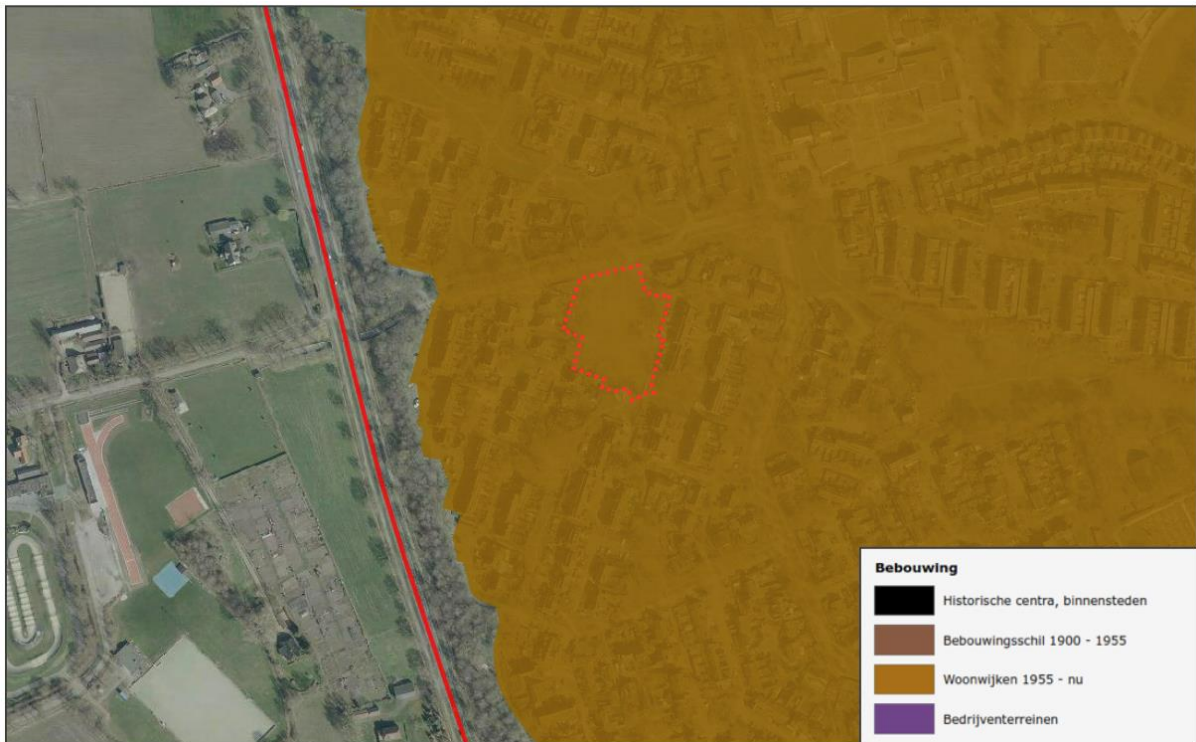 Bebouwing
Historische centra, binnensteden
Bebouwingsschil 1900 - 1955
Woonwijken 1955 - nu
Bedrijventerreinen